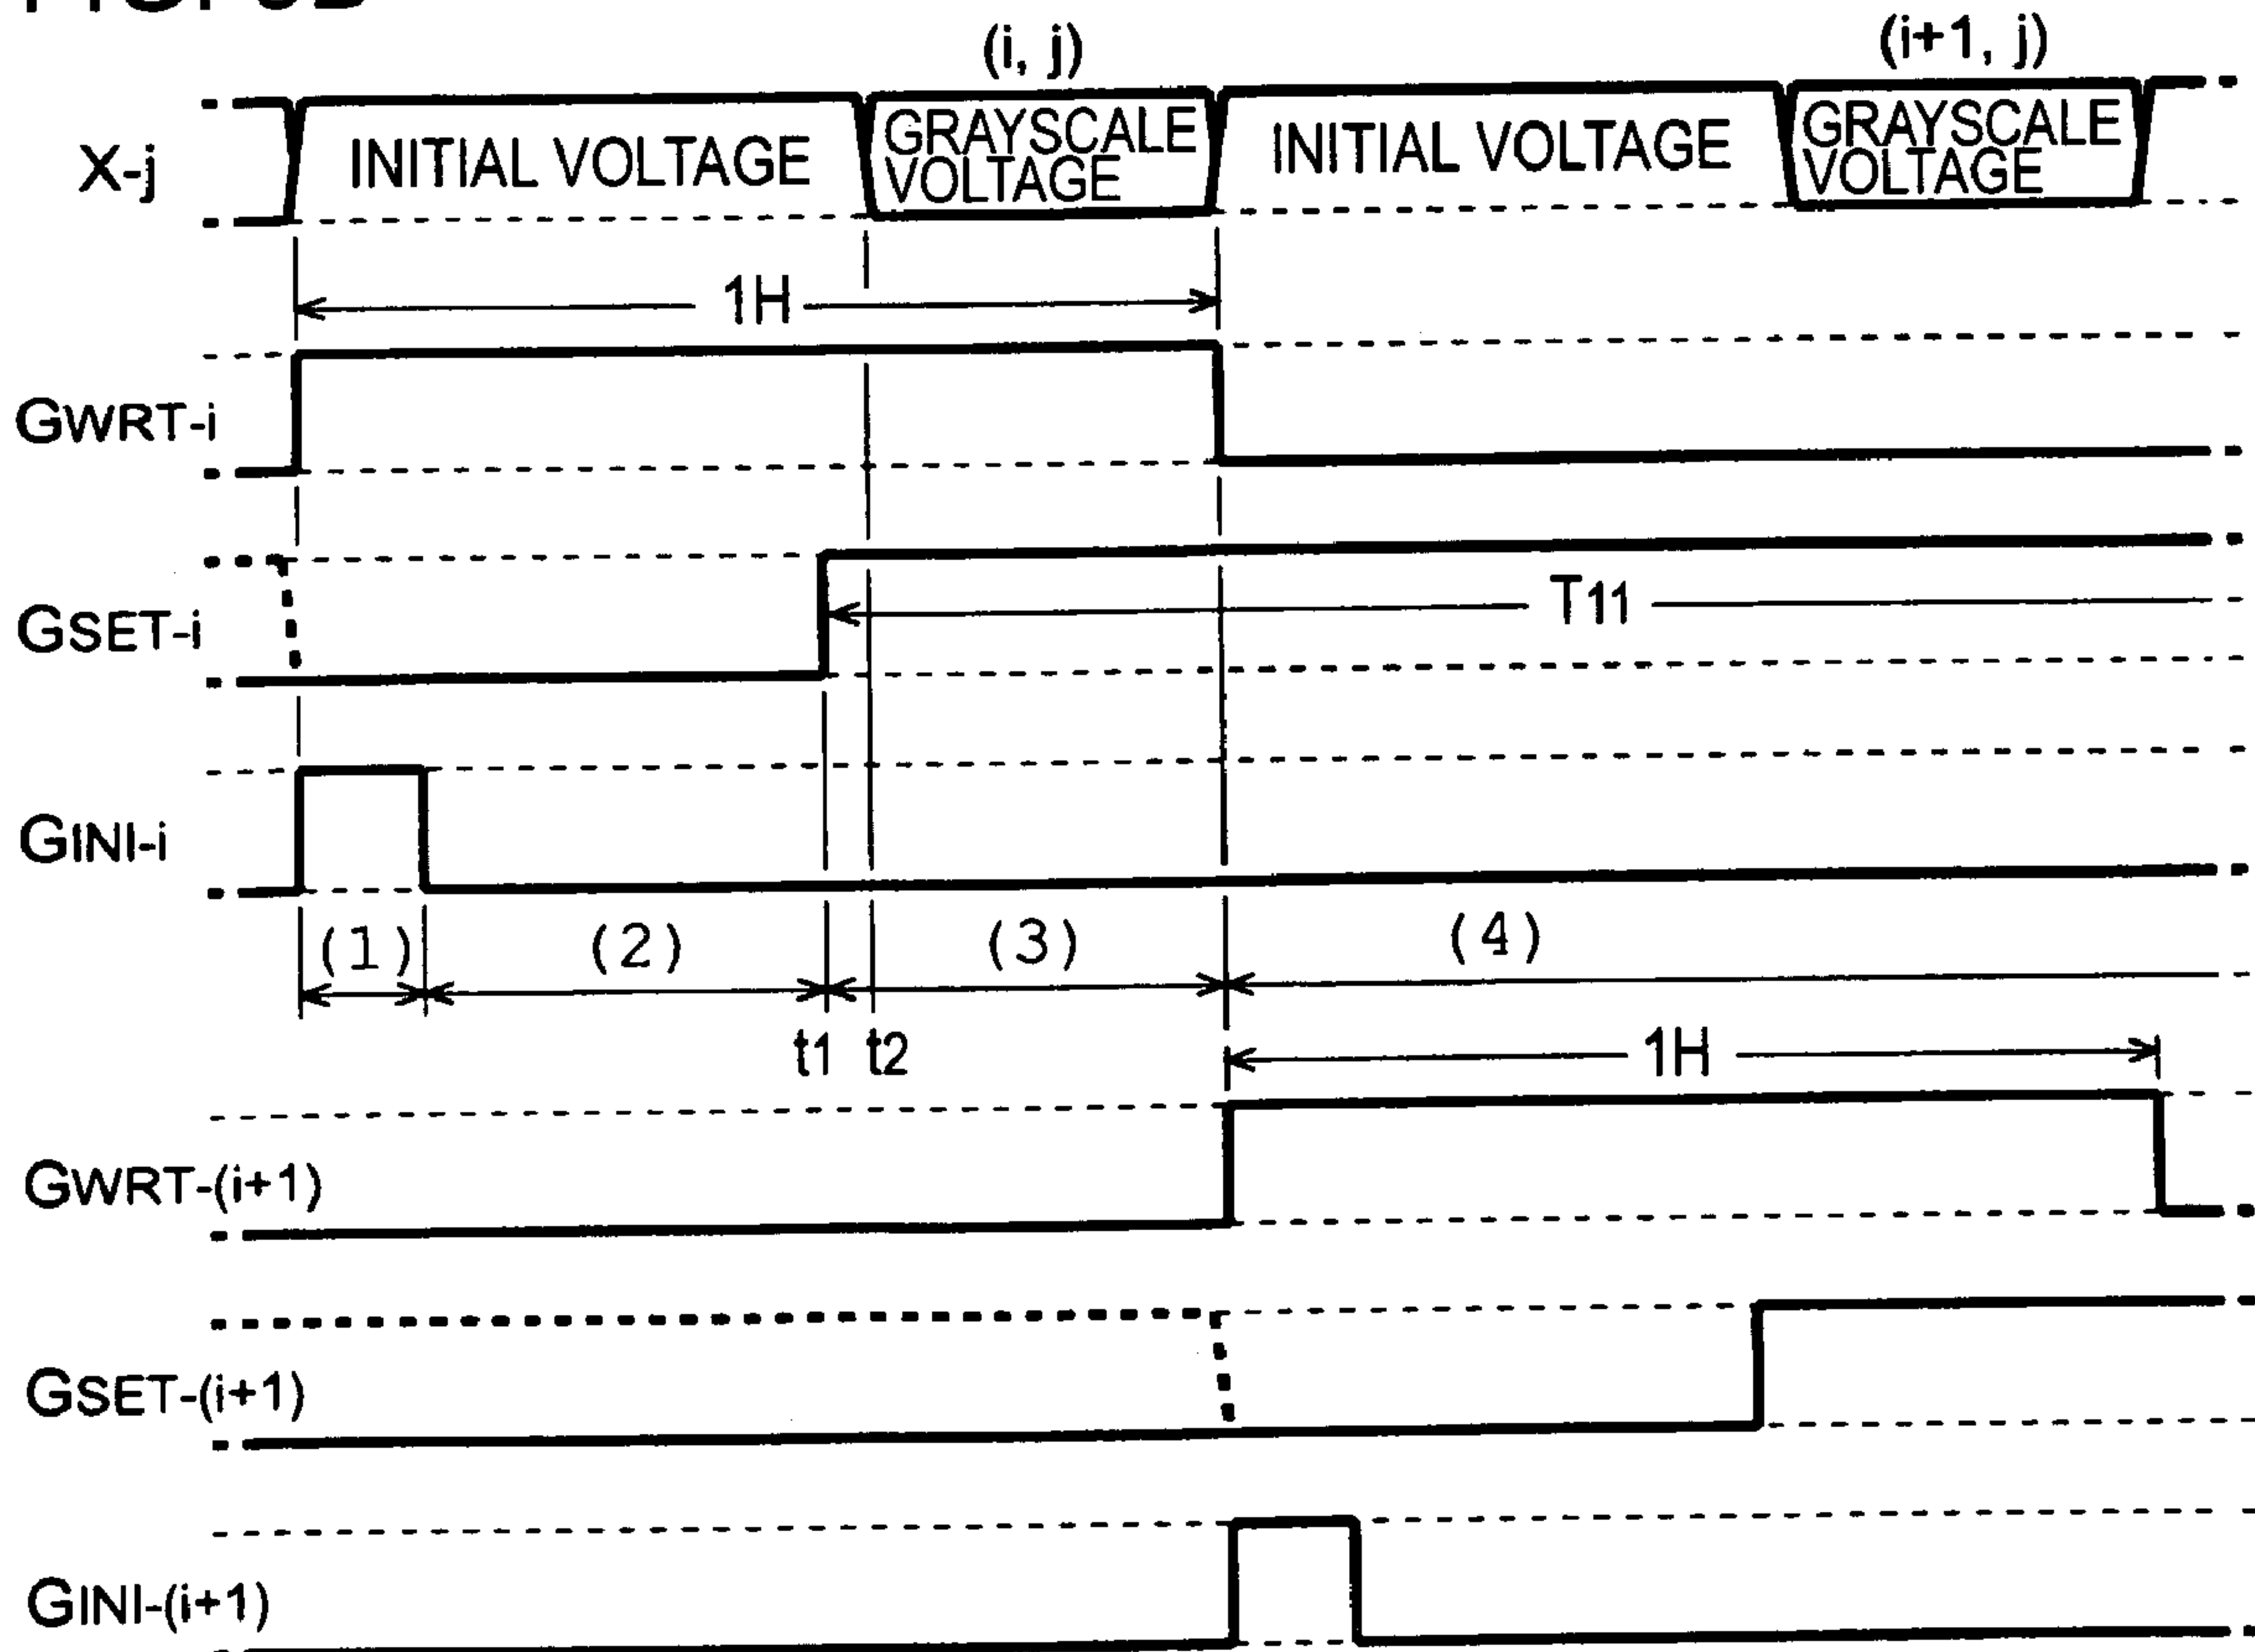 (i, j)
(i+1, j)
X-j
INITIAL VOLTAGE
GRAYSCALE
VOLTAGE
INITIAL VOLTAGE
GRAYSCALE
VOLTAGE
1H
GWRT-i
GSET-i
T11
GINI-i
(1)
(2)
(3)
(4)
t1
t2
1H
GWRT-(i+1)
GSET-(i+1)
GINI-(i+1)